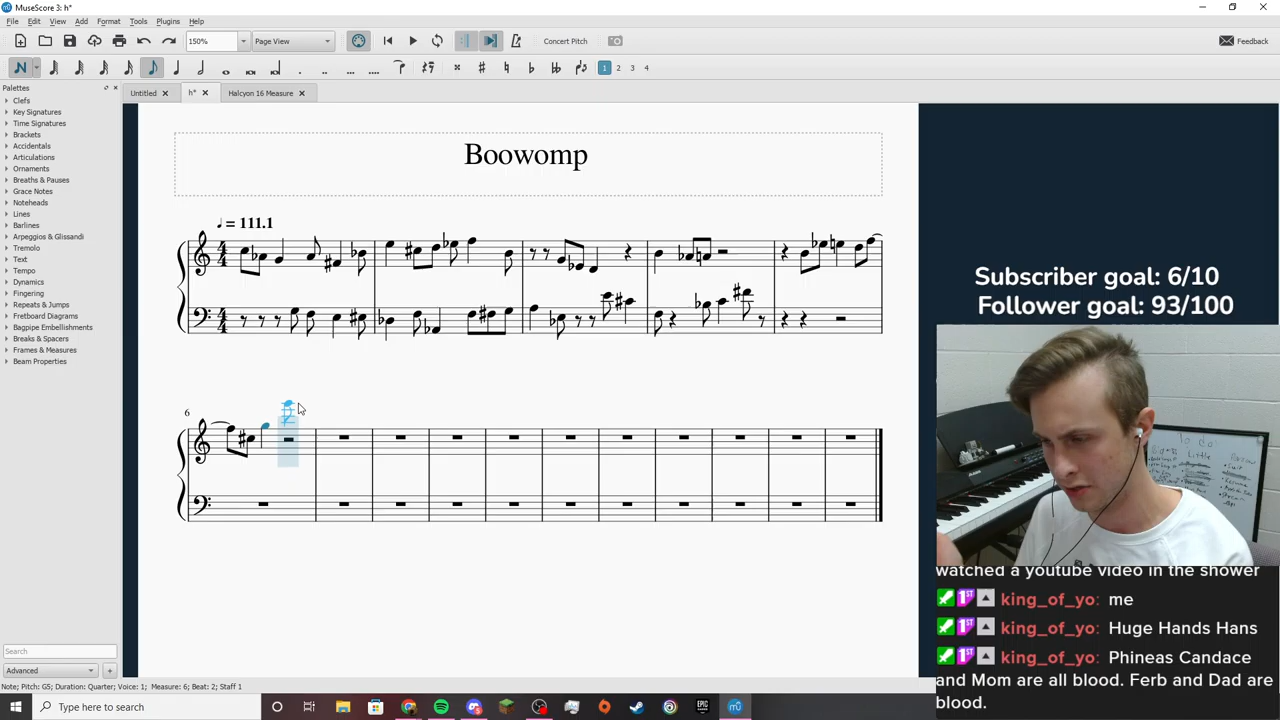 MuseScore 3: h*
File Edit View Add Format Tools Plugins Help
150% Page View Concert Pitch Feedback
1 2 3 4
Palettes
Untitled h* Halcyon 16 Measure
Clefs
Key Signatures
Time Signatures
Brackets
Accidentals
Articulations
Ornaments
Breaths & Pauses
Grace Notes
Noteheads
Lines
Barlines
Arpeggios & Glissandi
Tremolo
Text
Tempo
Dynamics
Fingering
Repeats & Jumps
Fretboard Diagrams
Bagpipe Embellishments
Breaks & Spacers
Frames & Measures
Beam Properties
Boowomp
= 111.1
6
Subscriber goal: 6/10
Follower goal: 93/100
watched a youtube video in the shower
king_of_yo: me
king_of_yo: Huge Hands Hans
king_of_yo: Phineas Candace
and Mom are all blood. Ferb and Dad are
blood.
Search
Advanced
Note; Pitch: G5; Duration: Quarter; Voice: 1; Measure: 6; Beat: 2; Staff 1
Type here to search
EPIC